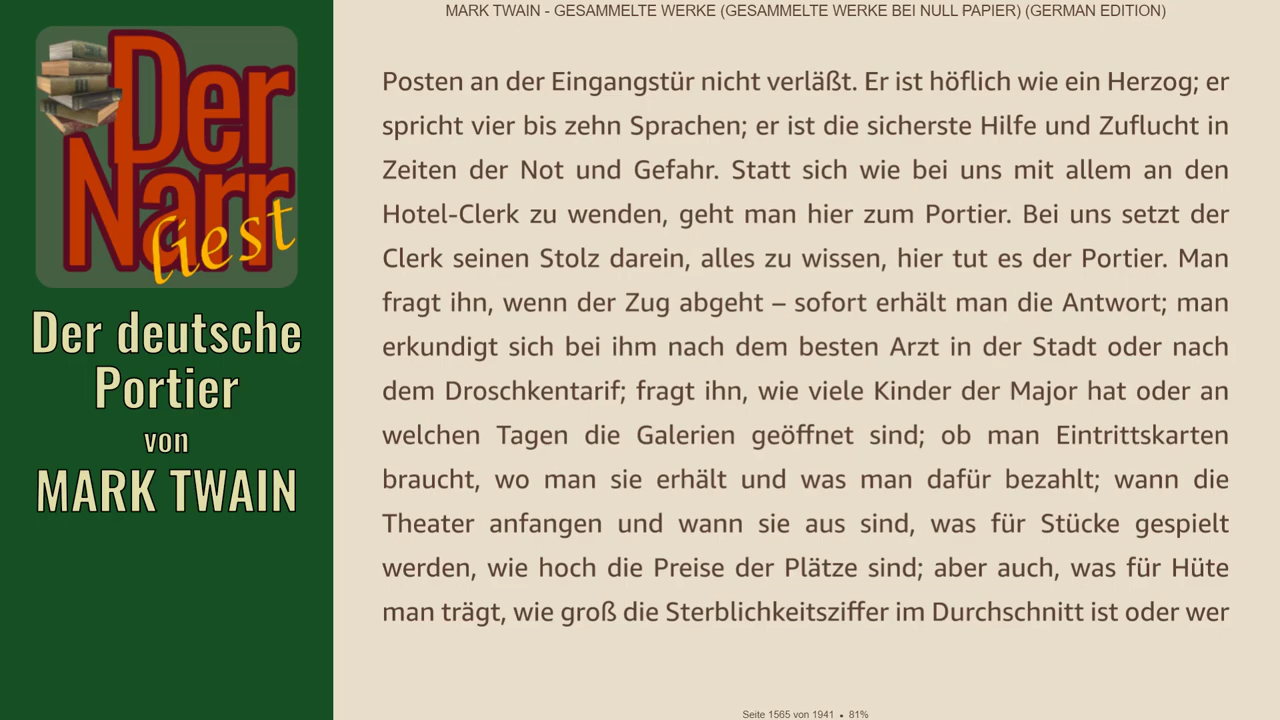 MARK TWAIN - GESAMMELTE WERKE (GESAMMELTE WERKE BEI NULL PAPIER) (GERMAN EDITION)
Der
Narr
liest
Der deutsche
Portier
von
MARK TWAIN
Posten an der Eingangstür nicht verläßt. Er ist höflich wie ein Herzog; er
spricht vier bis zehn Sprachen; er ist die sicherste Hilfe und Zuflucht in
Zeiten der Not und Gefahr. Statt sich wie bei uns mit allem an den
Hotel-Clerk zu wenden, geht man hier zum Portier. Bei uns setzt der
Clerk seinen Stolz darein, alles zu wissen, hier tut es der Portier. Man
fragt ihn, wenn der Zug abgeht – sofort erhält man die Antwort; man
erkundigt sich bei ihm nach dem besten Arzt in der Stadt oder nach
dem Droschkentarif; fragt ihn, wie viele Kinder der Major hat oder an
welchen Tagen die Galerien geöffnet sind; ob man Eintrittskarten
braucht, wo man sie erhält und was man dafür bezahlt; wann die
Theater anfangen und wann sie aus sind, was für Stücke gespielt
werden, wie hoch die Preise der Plätze sind; aber auch, was für Hüte
man trägt, wie groß die Sterblichkeitsziffer im Durchschnitt ist oder wer
Seite 1565 von 1941 • 81%